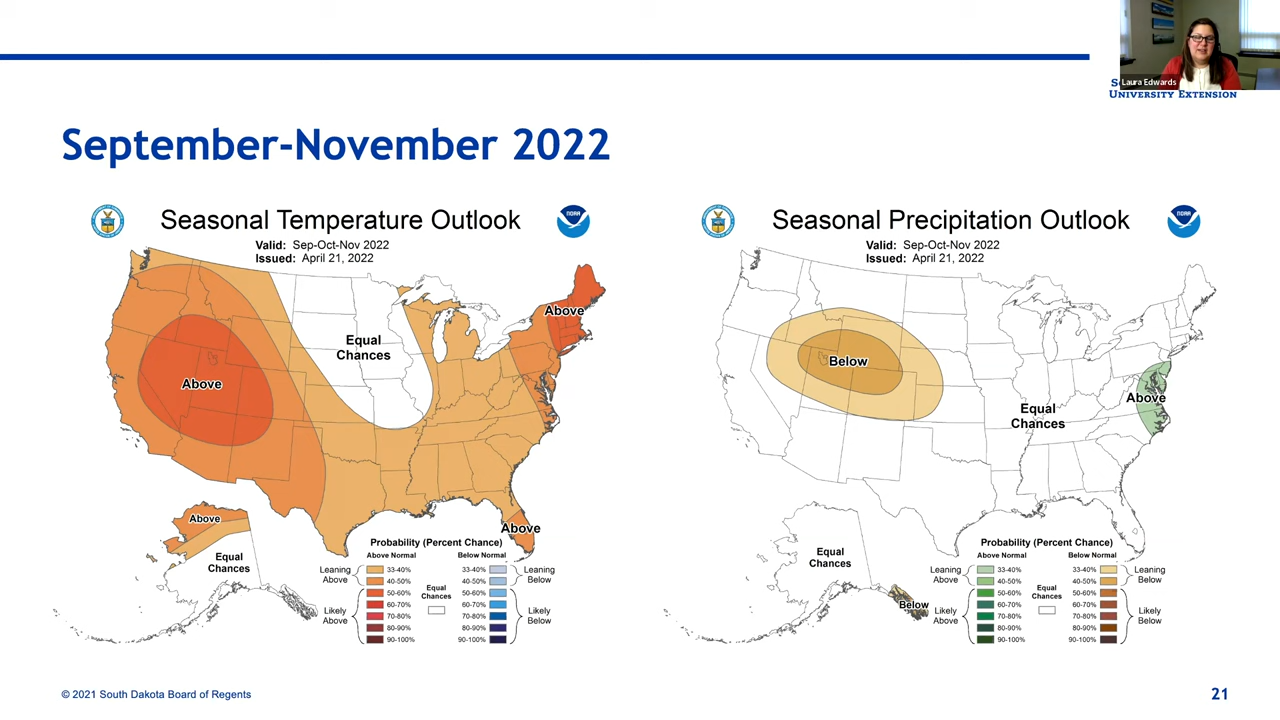 Laura Edwards
S
University Extension
September-November 2022
NOAA
Seasonal Temperature Outlook
Valid: Sep-Oct-Nov 2022
Issued: April 21, 2022
Above
Equal
Chances
Above
Above
Above
Equal
Chances
Probability (Percent Chance)
Above Normal
Below Normal
Leaning
Above
33-40%
40-50%
50-60%
60-70%
70-80%
80-90%
90-100%
Likely
Above
Equal
Chances
33-40%
40-50%
50-60%
60-70%
70-80%
80-90%
90-100%
Leaning
Below
Likely
Below
NOAA
Seasonal Precipitation Outlook
Valid: Sep-Oct-Nov 2022
Issued: April 21, 2022
Below
Above
Equal
Chances
Equal
Chances
Below
Probability (Percent Chance)
Above Normal
Below Normal
Leaning
Above
33-40%
40-50%
50-60%
60-70%
70-80%
80-90%
90-100%
Likely
Above
Equal
Chances
33-40%
40-50%
50-60%
60-70%
70-80%
80-90%
90-100%
Leaning
Below
Likely
Below
© 2021 South Dakota Board of Regents
21